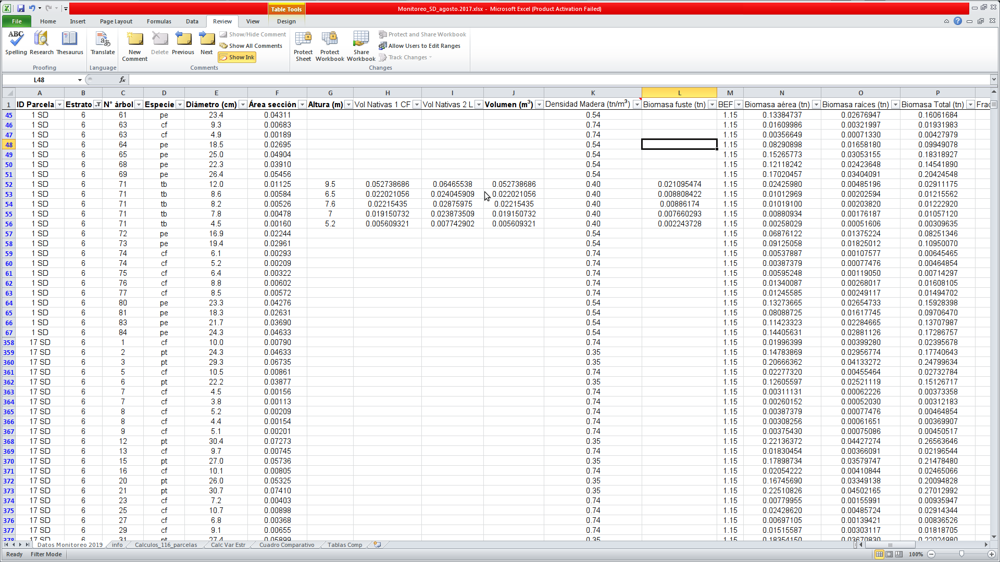 Monitoreo_SD_agosto.2017.xlsx - Microsoft Excel (Product Activation Failed)
Table Tools
File Home Insert Page Layout Formulas Data Review View Design
ABC
Spelling Research Thesaurus Translate New Comment Delete Previous Next
Show/Hide Comment
Show All Comments
Show Ink
Protect Sheet Protect Workbook Share Workbook
Protect and Share Workbook
Allow Users to Edit Ranges
Track Changes
Proofing Language Comments Changes
L48 fx
A B C D E F G H I J K L M N O P
1 ID Parcela Estrato N° árbol Especie Diámetro (cm) Área sección Altura (m) Vol Nativas 1 CF Vol Nativas 2 L Volumen (m³) Densidad Madera (tn/m³) Biomasa fuste (tn) BEF Biomasa aérea (tn) Biomasa raíces (tn) Biomasa Total (tn) Frac
45 1 SD 6 61 pe 23.4 0.04311 0.54 1.15 0.13384737 0.02676947 0.16061684
46 1 SD 6 63 cf 9.3 0.00683 0.74 1.15 0.01609986 0.00321997 0.01931983
47 1 SD 6 63 cf 4.9 0.00189 0.74 1.15 0.00356649 0.00071330 0.00427979
48 1 SD 6 64 pe 18.5 0.02695 0.54 1.15 0.08290898 0.01658180 0.09949078
49 1 SD 6 65 pe 25.0 0.04904 0.54 1.15 0.15265773 0.03053155 0.18318927
50 1 SD 6 68 pe 22.3 0.03910 0.54 1.15 0.12118242 0.02423648 0.14541890
51 1 SD 6 69 pe 26.4 0.05456 0.54 1.15 0.17020457 0.03404091 0.20424548
52 1 SD 6 71 tb 12.0 0.01125 9.5 0.052738686 0.06465538 0.052738686 0.40 0.021095474 1.15 0.02425980 0.00485196 0.02911175
53 1 SD 6 71 tb 8.6 0.00584 6.5 0.022021056 0.024045909 0.022021056 0.40 0.008808422 1.15 0.01012969 0.00202594 0.01215562
54 1 SD 6 71 tb 8.2 0.00526 7.6 0.02215435 0.02875975 0.02215435 0.40 0.00886174 1.15 0.01019100 0.00203820 0.01222920
55 1 SD 6 71 tb 7.8 0.00478 7 0.019150732 0.023873509 0.019150732 0.40 0.007660293 1.15 0.00880934 0.00176187 0.01057120
56 1 SD 6 71 tb 4.5 0.00160 5.2 0.005609321 0.007742902 0.005609321 0.40 0.002243728 1.15 0.00258029 0.00051606 0.00309635
57 1 SD 6 72 pe 16.9 0.02244 0.54 1.15 0.06876122 0.01375224 0.08251346
58 1 SD 6 73 pe 19.4 0.02961 0.54 1.15 0.09125058 0.01825012 0.10950070
59 1 SD 6 74 cf 6.1 0.00293 0.74 1.15 0.00537887 0.00107577 0.00645465
60 1 SD 6 74 cf 5.2 0.00209 0.74 1.15 0.00387379 0.00077476 0.00464854
61 1 SD 6 75 cf 6.4 0.00322 0.74 1.15 0.00595248 0.00119050 0.00714297
62 1 SD 6 76 cf 8.8 0.00602 0.74 1.15 0.01340087 0.00268017 0.01608105
63 1 SD 6 77 cf 8.5 0.00572 0.74 1.15 0.01245585 0.00249117 0.01494702
64 1 SD 6 80 pe 23.3 0.04276 0.54 1.15 0.13273665 0.02654733 0.15928398
65 1 SD 6 81 pe 18.3 0.02631 0.54 1.15 0.08088725 0.01617745 0.09706470
66 1 SD 6 83 pe 21.7 0.03690 0.54 1.15 0.11423323 0.02284665 0.13707987
67 1 SD 6 84 pe 24.3 0.04633 0.54 1.15 0.14405631 0.02881126 0.17286757
358 17 SD 6 1 cf 10.0 0.00790 0.74 1.15 0.01996399 0.00399280 0.02395678
359 17 SD 6 2 pt 24.3 0.04633 0.35 1.15 0.14783869 0.02956774 0.17740643
360 17 SD 6 3 pt 29.3 0.06735 0.35 1.15 0.20666362 0.04133272 0.24799634
361 17 SD 6 5 cf 10.5 0.00861 0.74 1.15 0.02277320 0.00455464 0.02732784
362 17 SD 6 6 pt 22.2 0.03877 0.35 1.15 0.12605597 0.02521119 0.15126717
363 17 SD 6 7 cf 4.5 0.00156 0.74 1.15 0.00311131 0.00062226 0.00373358
364 17 SD 6 7 cf 3.8 0.00113 0.74 1.15 0.00260152 0.00052030 0.00312183
365 17 SD 6 8 cf 5.2 0.00209 0.74 1.15 0.00387379 0.00077476 0.00464854
366 17 SD 6 8 cf 4.4 0.00154 0.74 1.15 0.00308256 0.00061651 0.00369907
367 17 SD 6 9 cf 5.1 0.00201 0.74 1.15 0.00375430 0.00075086 0.00450517
368 17 SD 6 12 pt 30.4 0.07273 0.35 1.15 0.22136372 0.04427274 0.26563646
369 17 SD 6 13 cf 9.7 0.00745 0.74 1.15 0.01830454 0.00366091 0.02196544
370 17 SD 6 15 pt 27.0 0.05736 0.35 1.15 0.17898734 0.03579747 0.21478480
371 17 SD 6 16 cf 10.1 0.00805 0.74 1.15 0.02054222 0.00410844 0.02465066
372 17 SD 6 20 pt 26.0 0.05325 0.35 1.15 0.16745690 0.03349138 0.20094828
373 17 SD 6 21 pt 30.7 0.07410 0.35 1.15 0.22510826 0.04502165 0.27012992
374 17 SD 6 23 cf 7.2 0.00403 0.74 1.15 0.00779955 0.00155991 0.00935947
375 17 SD 6 25 cf 10.7 0.00898 0.74 1.15 0.02428620 0.00485724 0.02914344
376 17 SD 6 27 cf 6.8 0.00368 0.74 1.15 0.00697105 0.00139421 0.00836526
377 17 SD 6 29 cf 9.1 0.00655 0.74 1.15 0.01515587 0.00303117 0.01818705
378 17 SD 6 31 pt 27.4 0.05899 0.35 1.15 0.18354150 0.03670830 0.22024980
Datos Monitoreo 2019 info Calculos_116_parcelas Calc Var Estr Cuadro Comparativo Tablas Comp
Ready Filter Mode 100%